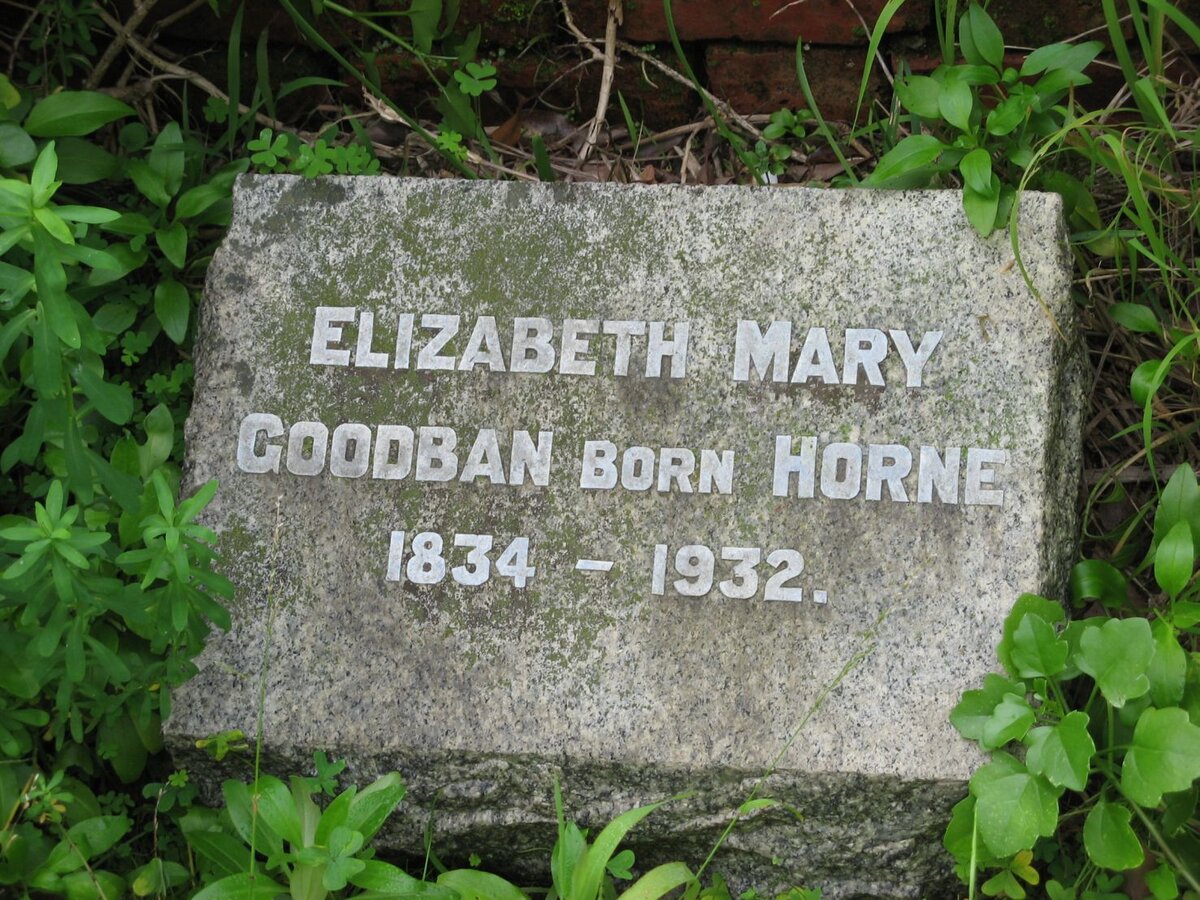 ELIZABETH MARY
GOODBAN BORN HORNE
1834 - 1932.